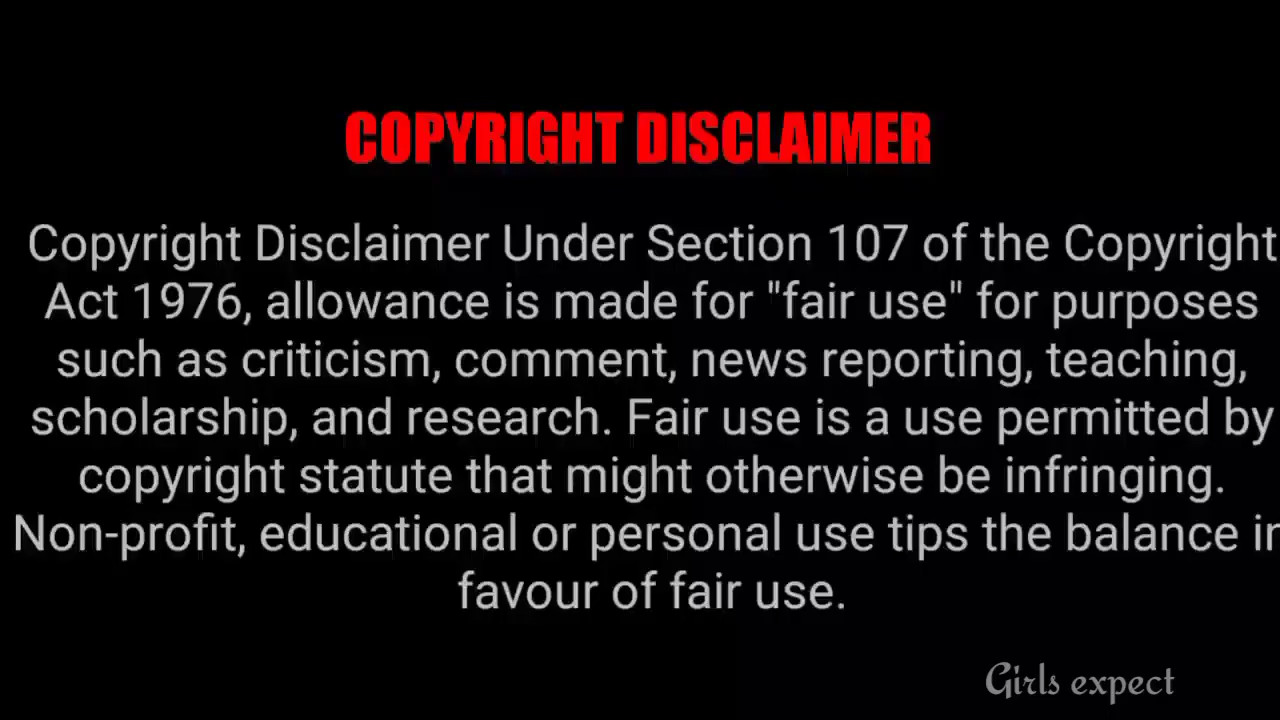 COPYRIGHT DISCLAIMER
Copyright Disclaimer Under Section 107 of the Copyright
Act 1976, allowance is made for "fair use" for purposes
such as criticism, comment, news reporting, teaching,
scholarship, and research. Fair use is a use permitted by
copyright statute that might otherwise be infringing.
Non-profit, educational or personal use tips the balance in
favour of fair use.
Girls expect